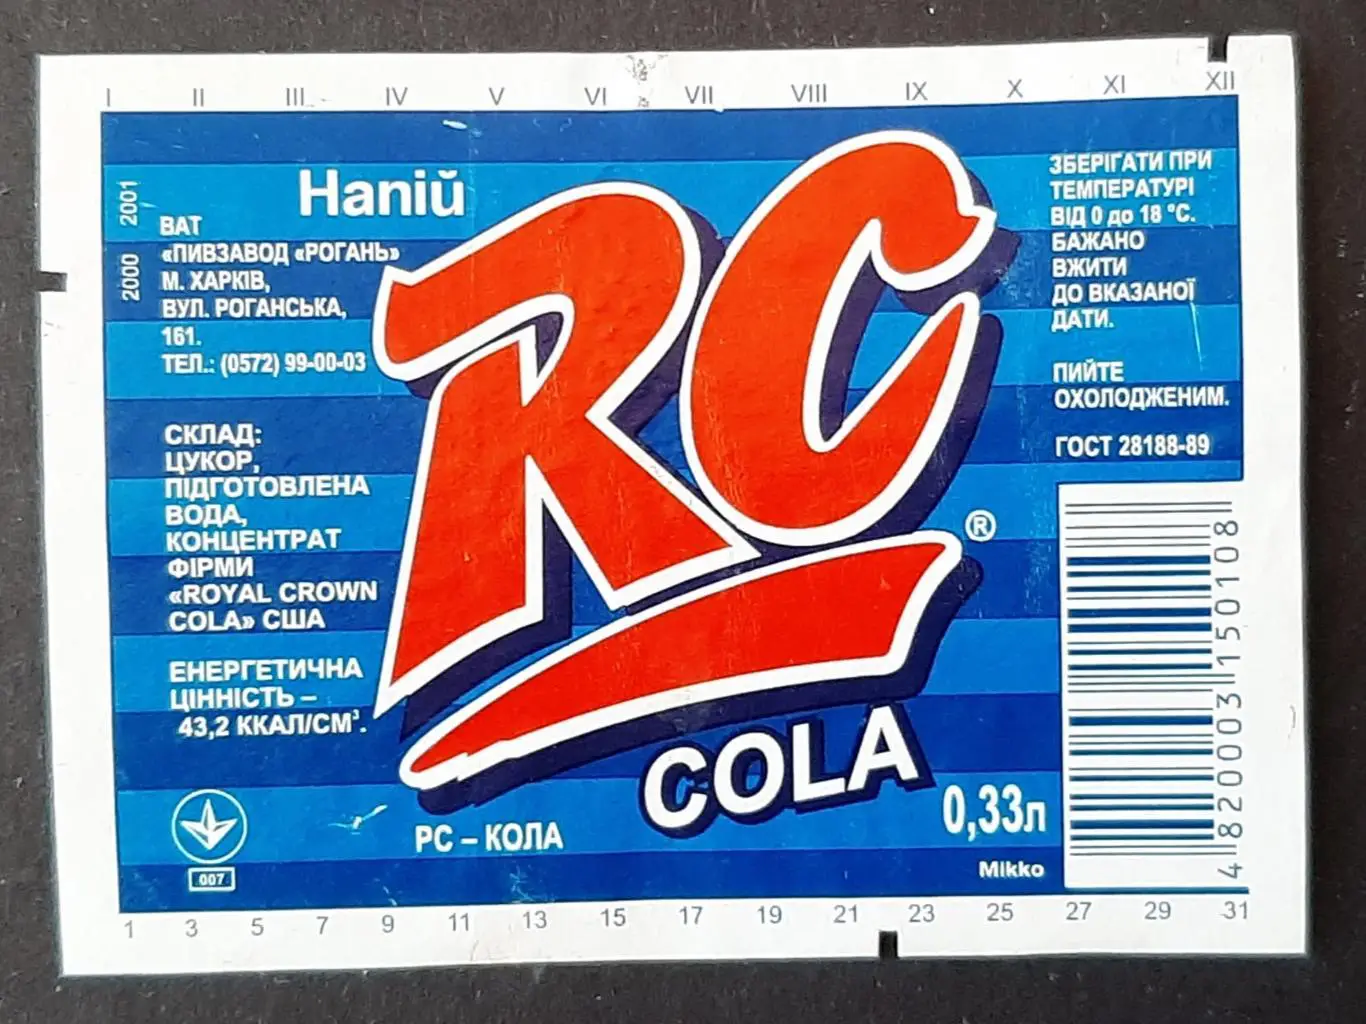 I II III IV V VI VII VIII IX X XI XII
2000 2001
Напій
ВАТ
«ПИВЗАВОД «РОГАНЬ»
М. ХАРКІВ,
ВУЛ. РОГАНСЬКА,
161.
ТЕЛ.: (0572) 99-00-03
СКЛАД:
ЦУКОР,
ПІДГОТОВЛЕНА
ВОДА,
КОНЦЕНТРАТ
ФІРМИ
«ROYAL CROWN
COLA» США
ЕНЕРГЕТИЧНА
ЦІННІСТЬ –
43,2 ККАЛ/СМ³.
007
RC
®
COLA
РС – КОЛА
0,33л
Mikko
ЗБЕРІГАТИ ПРИ
ТЕМПЕРАТУРІ
ВІД 0 до 18 °С.
БАЖАНО
ВЖИТИ
ДО ВКАЗАНОЇ
ДАТИ.
ПИЙТЕ
ОХОЛОДЖЕНИМ.
ГОСТ 28188-89
4820003150108
1 3 5 7 9 11 13 15 17 19 21 23 25 27 29 31